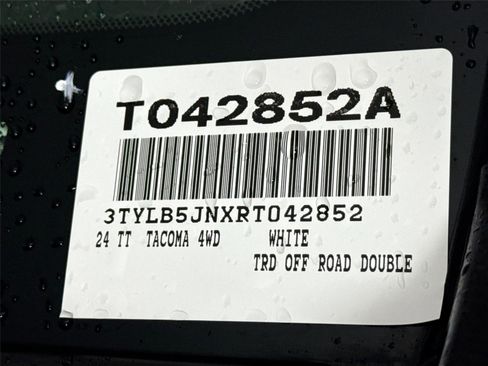 T042852A
3TYLB5JNXRT042852
24 TT TACOMA 4WD WHITE
TRD OFF ROAD DOUBLE